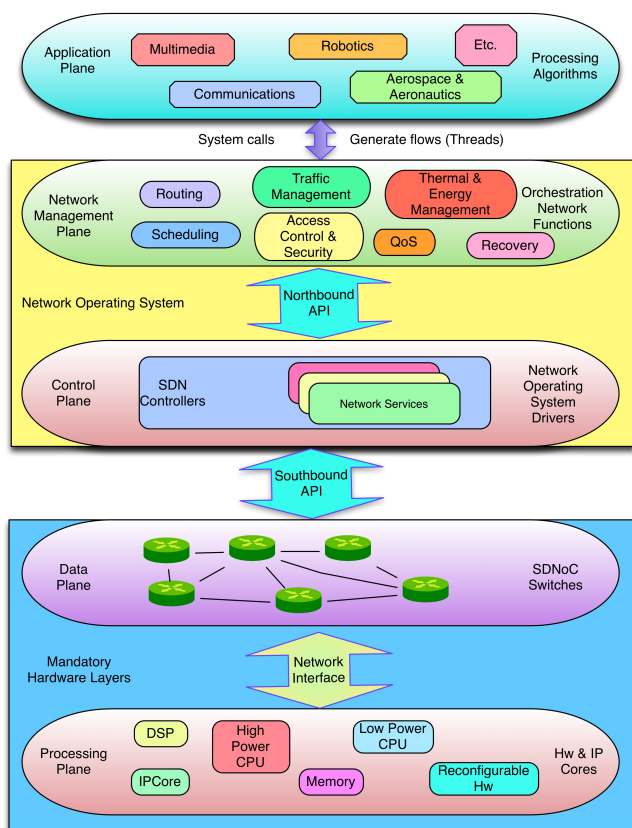 Application
Plane
Multimedia
Robotics
Etc.
Communications
Aerospace &
Aeronautics
Processing
Algorithms
System calls
Generate flows (Threads)
Network
Management
Plane
Routing
Traffic
Management
Thermal &
Energy
Management
Scheduling
Access
Control &
Security
QoS
Recovery
Orchestration
Network
Functions
Network Operating System
Northbound
API
Control
Plane
SDN
Controllers
Network Services
Network
Operating
System
Drivers
Southbound
API
Data
Plane
SDNoC
Switches
Mandatory
Hardware Layers
Network
Interface
Processing
Plane
DSP
High
Power
CPU
Low Power
CPU
IPCore
Memory
Reconfigurable
Hw
Hw & IP
Cores